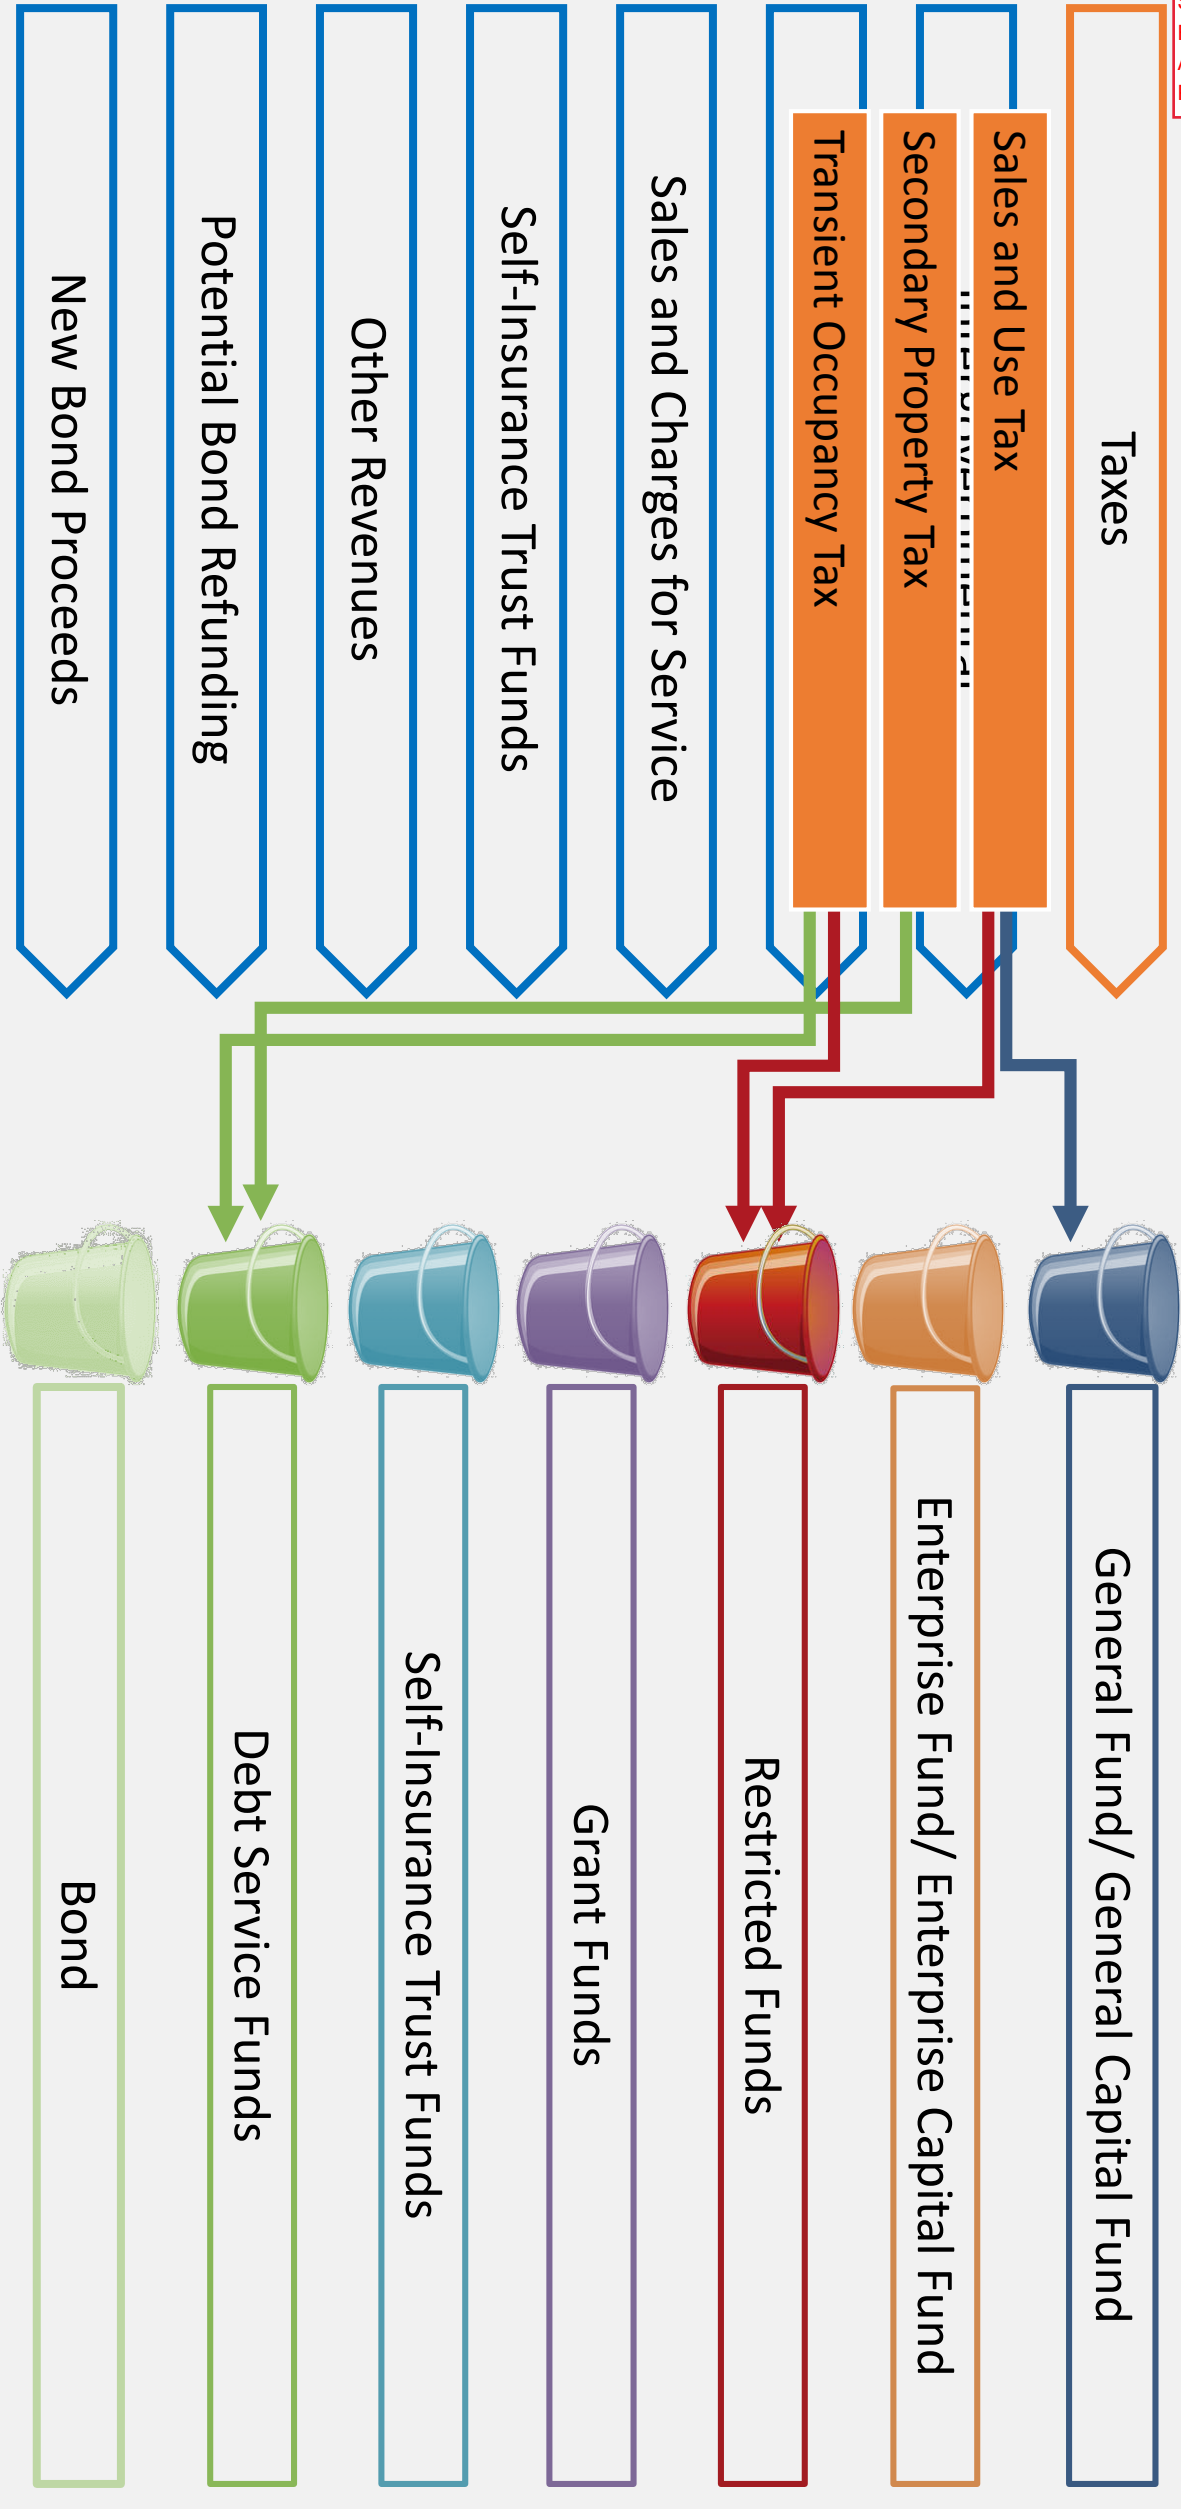 Taxes
Sales and Use Tax
Secondary Property Tax
Transient Occupancy Tax
Sales and Charges for Service
Self-Insurance Trust Funds
Other Revenues
Potential Bond Refunding
New Bond Proceeds
General Fund/ General Capital Fund
Enterprise Fund/ Enterprise Capital Fund
Restricted Funds
Grant Funds
Self-Insurance Trust Funds
Debt Service Funds
Bond